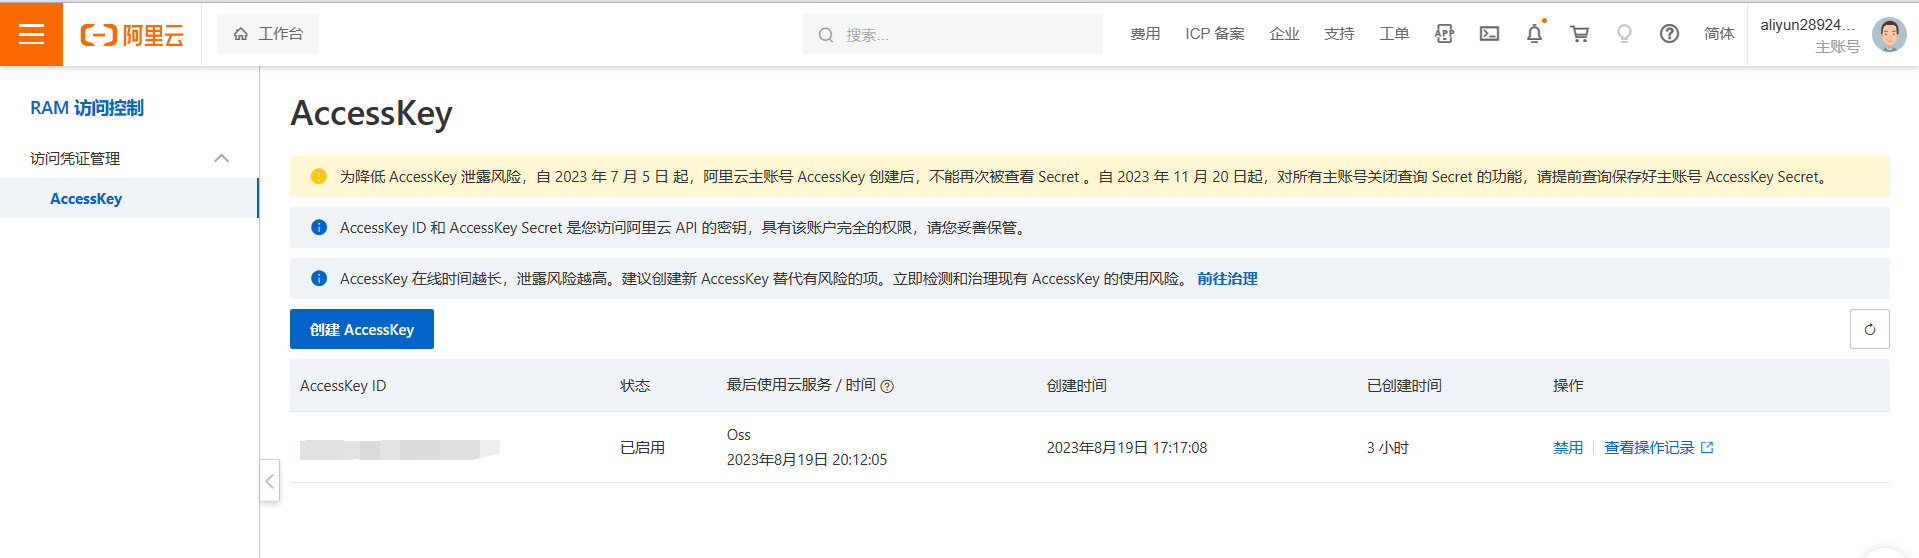 阿里云
工作台
搜索...
费用
ICP 备案
企业
支持
工单
APP
简体
aliyun28924...
主账号
RAM 访问控制
访问凭证管理
AccessKey
AccessKey
为降低 AccessKey 泄露风险，自 2023 年 7 月 5 日 起，阿里云主账号 AccessKey 创建后，不能再次被查看 Secret 。自 2023 年 11 月 20 日起，对所有主账号关闭查询 Secret 的功能，请提前查询保存好主账号 AccessKey Secret。
AccessKey ID 和 AccessKey Secret 是您访问阿里云 API 的密钥，具有该账户完全的权限，请您妥善保管。
AccessKey 在线时间越长，泄露风险越高。建议创建新 AccessKey 替代有风险的项。立即检测和治理现有 AccessKey 的使用风险。 前往治理
创建 AccessKey
AccessKey ID 状态 最后使用云服务 / 时间 创建时间 已创建时间 操作
已启用
Oss
2023年8月19日 20:12:05
2023年8月19日 17:17:08
3 小时
禁用
查看操作记录